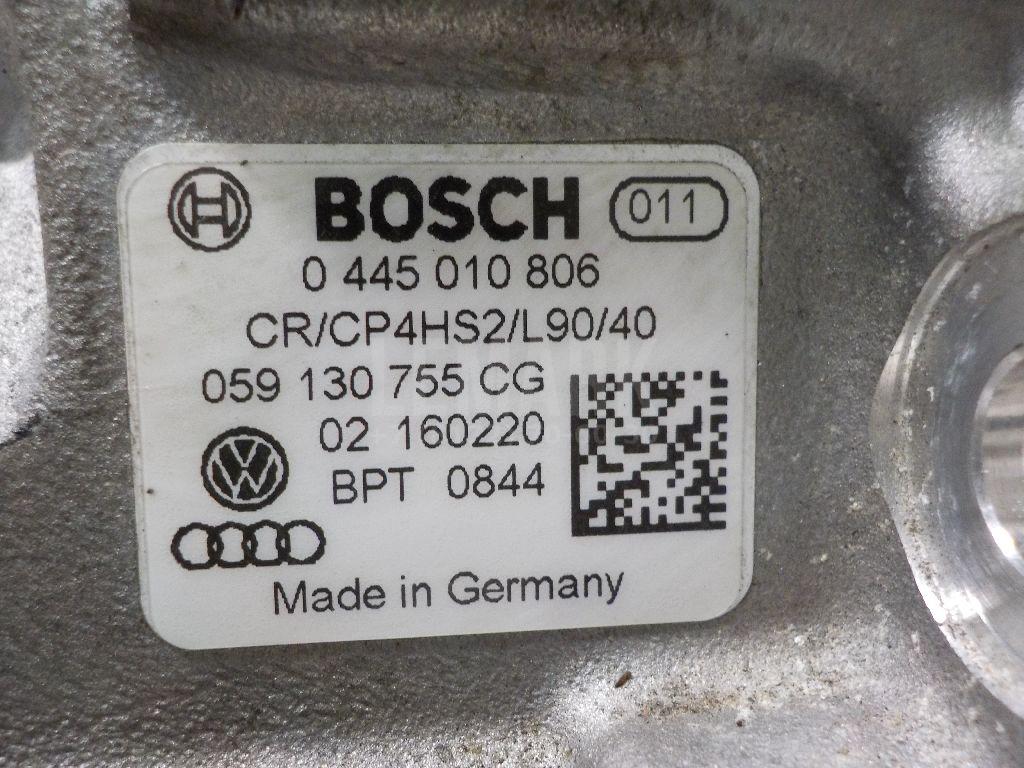 BOSCH 011
0 445 010 806
CR/CP4HS2/L90/40
059 130 755 CG
02 160220
BPT 0844
Made in Germany